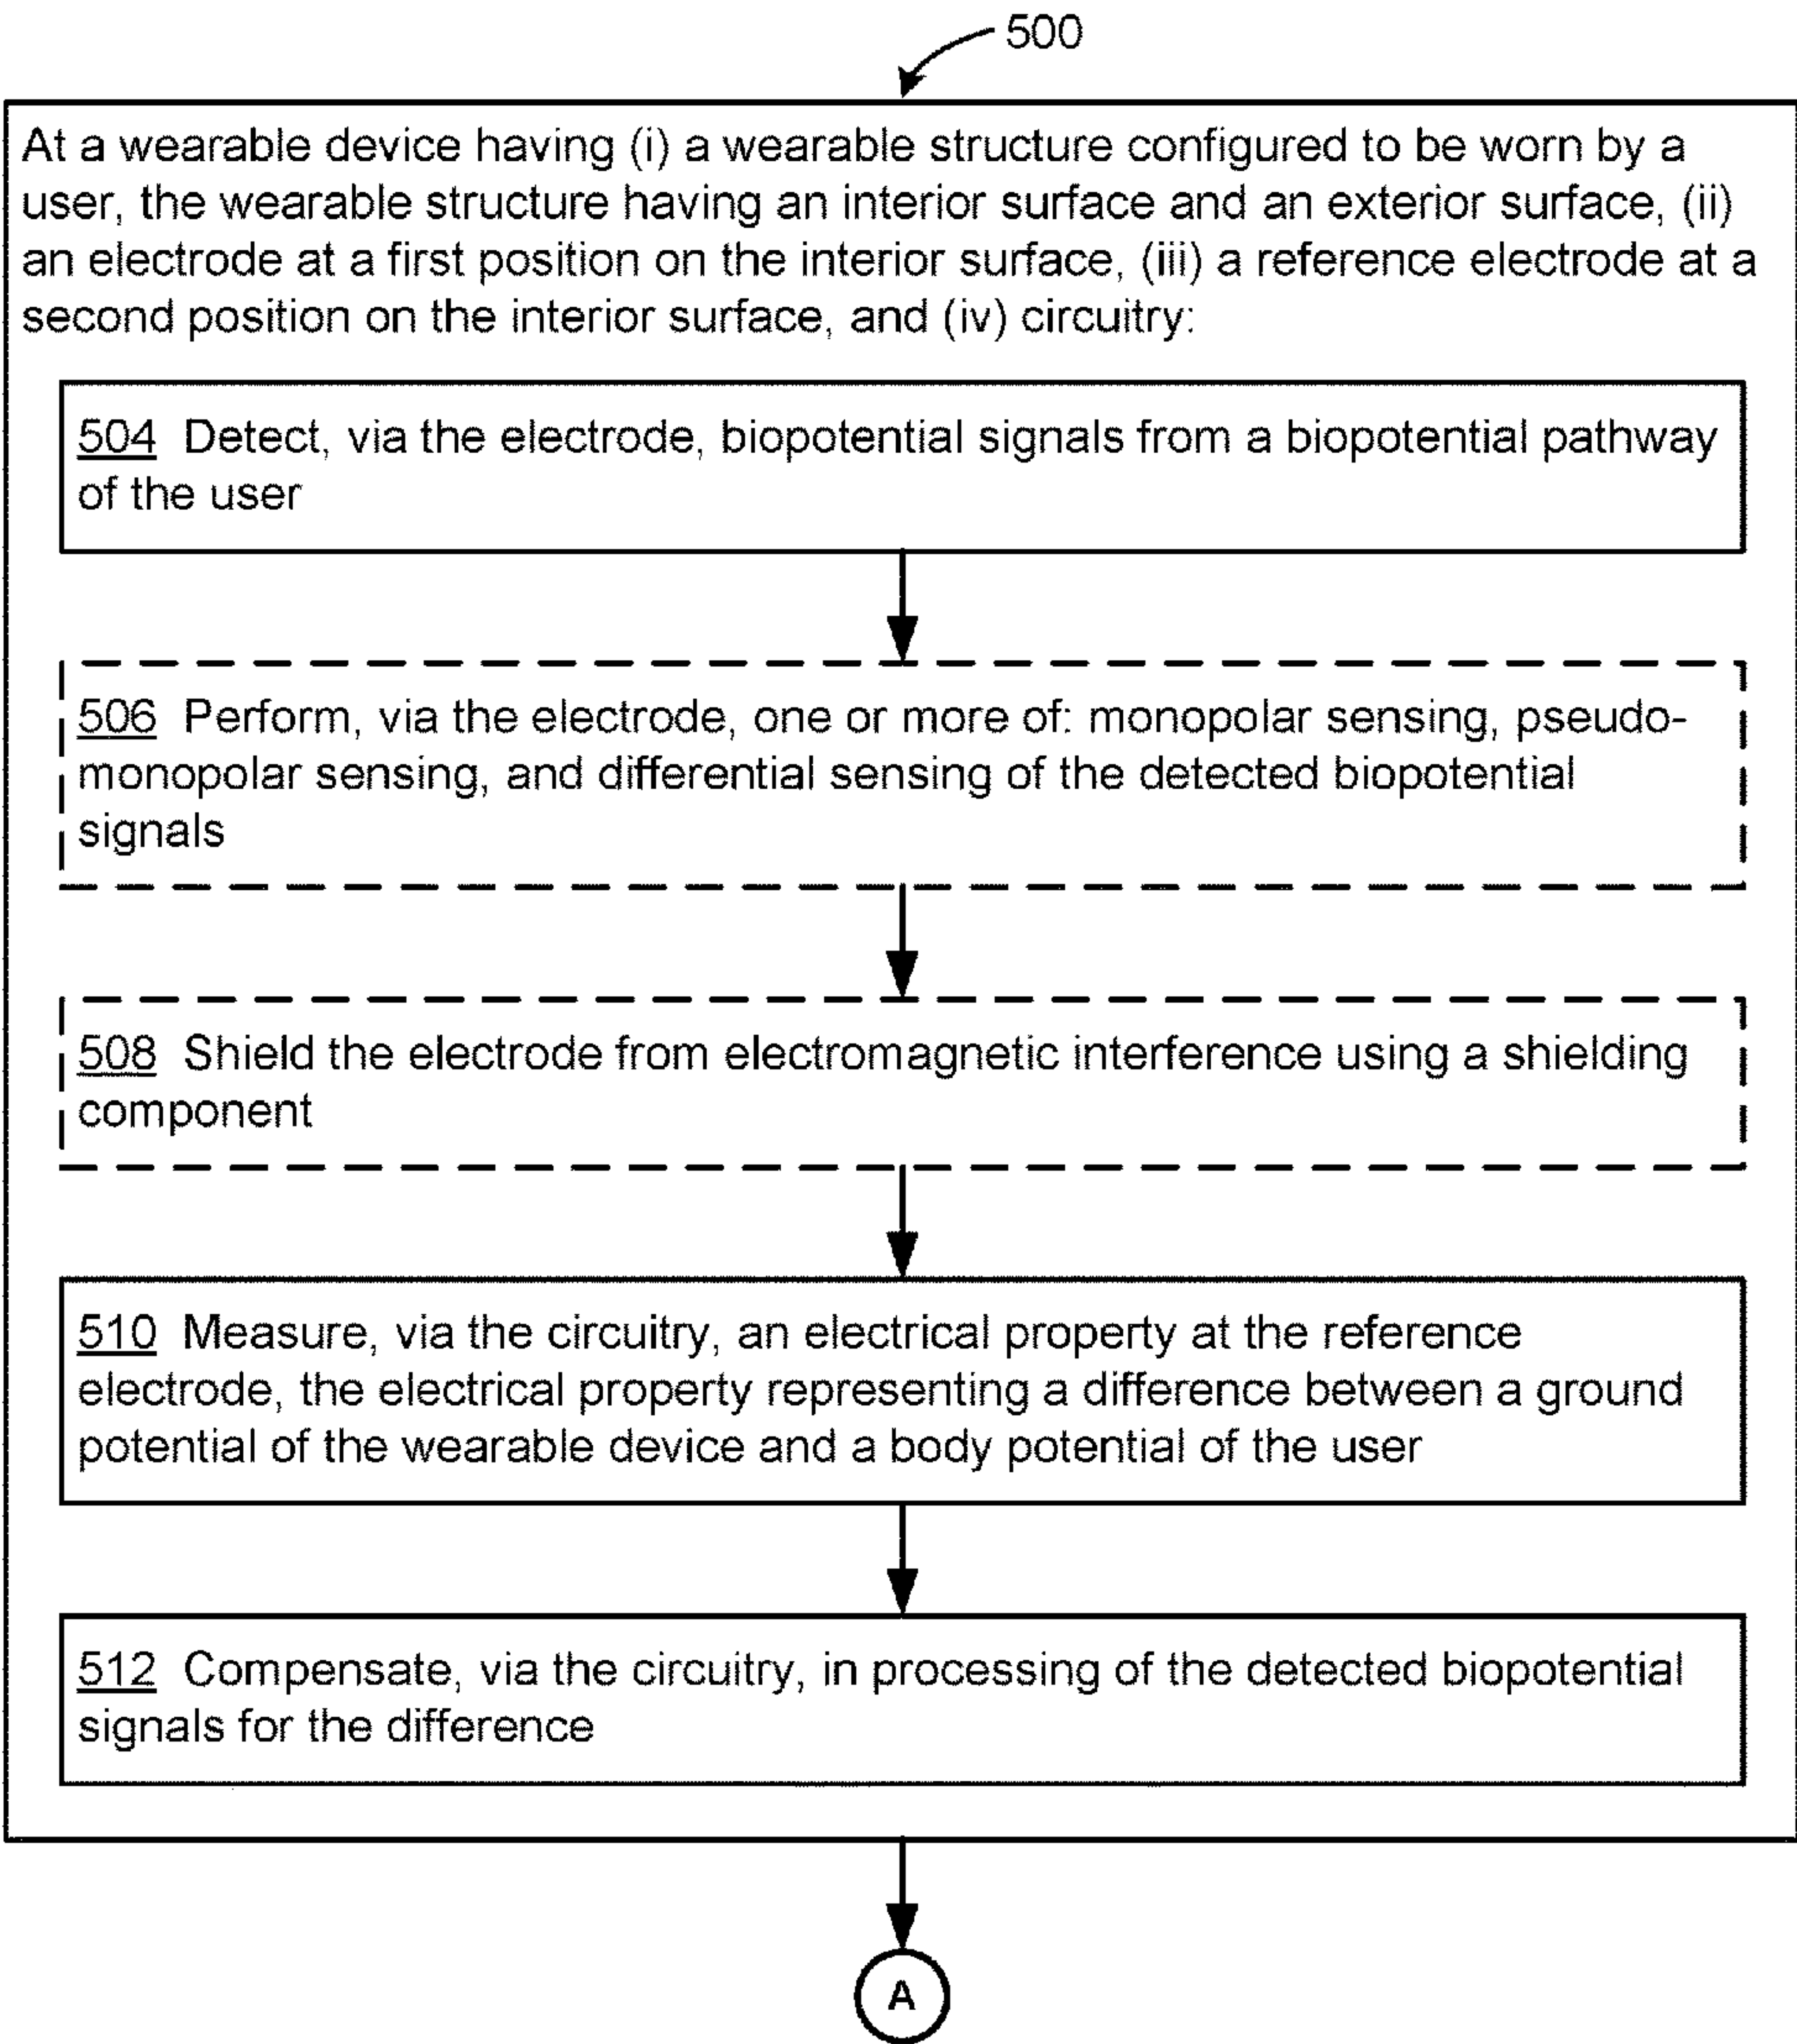 500
At a wearable device having (i) a wearable structure configured to be worn by a
user, the wearable structure having an interior surface and an exterior surface, (ii)
an electrode at a first position on the interior surface, (iii) a reference electrode at a
second position on the interior surface, and (iv) circuitry:
504 Detect, via the electrode, biopotential signals from a biopotential pathway
of the user
506 Perform, via the electrode, one or more of: monopolar sensing, pseudo-
monopolar sensing, and differential sensing of the detected biopotential
signals
508 Shield the electrode from electromagnetic interference using a shielding
component
510 Measure, via the circuitry, an electrical property at the reference
electrode, the electrical property representing a difference between a ground
potential of the wearable device and a body potential of the user
512 Compensate, via the circuitry, in processing of the detected biopotential
signals for the difference
A